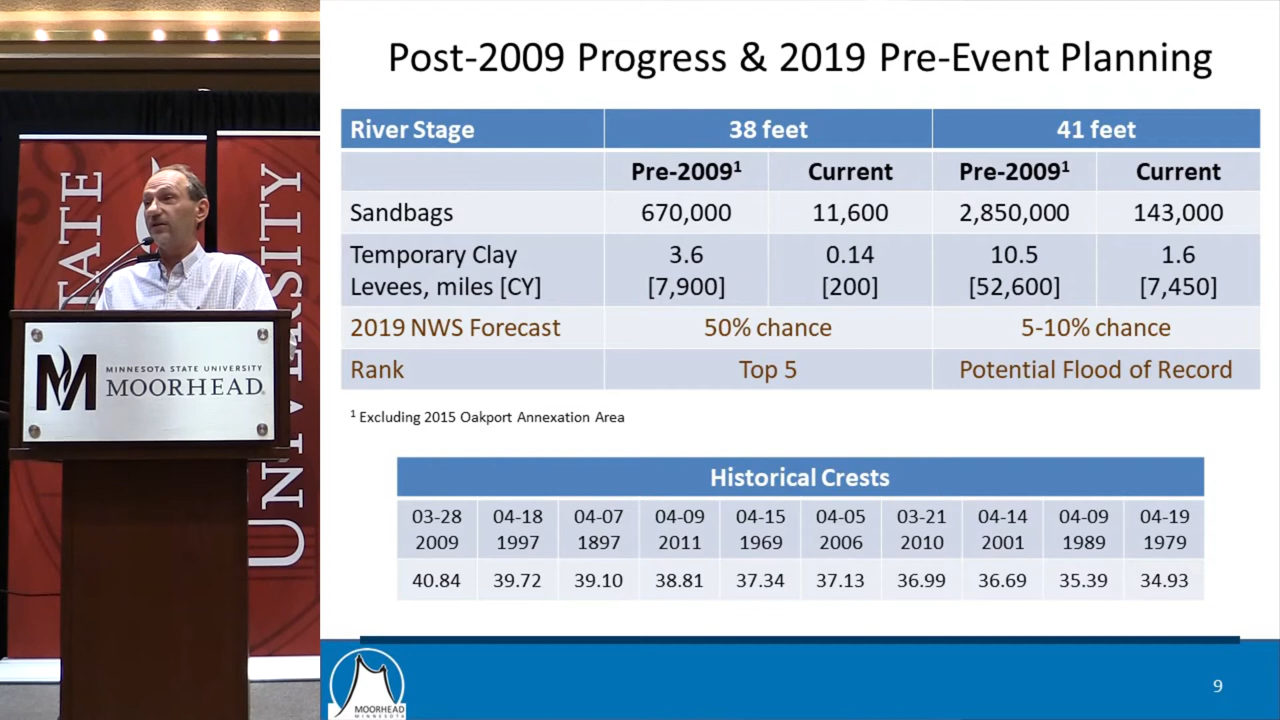 STATE
UNIVERSITY
M
MINNESOTA STATE UNIVERSITY
MOORHEAD®
Post-2009 Progress & 2019 Pre-Event Planning
River Stage 38 feet 41 feet
Pre-2009¹ Current Pre-2009¹ Current
Sandbags 670,000 11,600 2,850,000 143,000
Temporary Clay 3.6 0.14 10.5 1.6
Levees, miles [CY] [7,900] [200] [52,600] [7,450]
2019 NWS Forecast 50% chance 5-10% chance
Rank Top 5 Potential Flood of Record
¹ Excluding 2015 Oakport Annexation Area
Historical Crests
03-28 04-18 04-07 04-09 04-15 04-05 03-21 04-14 04-09 04-19
2009 1997 1897 2011 1969 2006 2010 2001 1989 1979
40.84 39.72 39.10 38.81 37.34 37.13 36.99 36.69 35.39 34.93
MOORHEAD
MINNESOTA
9